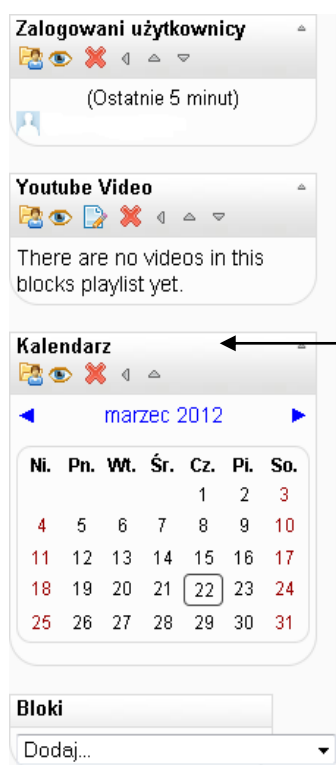 Zalogowani użytkownicy
(Ostatnie 5 minut)
Youtube Video
There are no videos in this
blocks playlist yet.
Kalendarz
marzec 2012
Ni. Pn. Wt. Śr. Cz. Pi. So.
1 2 3
4 5 6 7 8 9 10
11 12 13 14 15 16 17
18 19 20 21 22 23 24
25 26 27 28 29 30 31
Bloki
Dodaj...